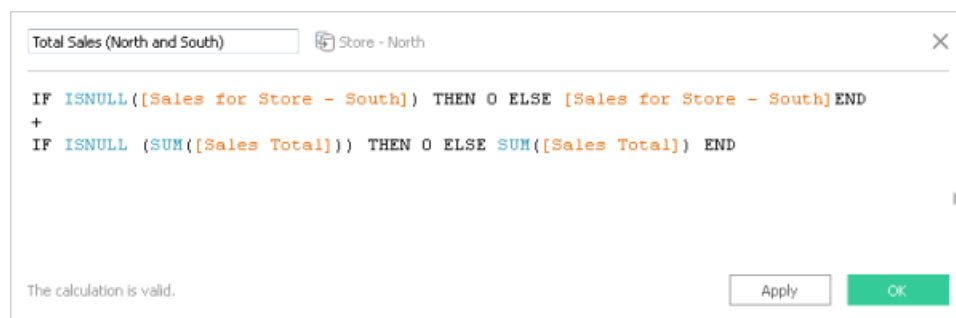 Total Sales (North and South) Store - North
IF ISNULL([Sales for Store - South]) THEN 0 ELSE [Sales for Store - South]END
+
IF ISNULL (SUM([Sales Total])) THEN 0 ELSE SUM([Sales Total]) END
The calculation is valid. Apply OK